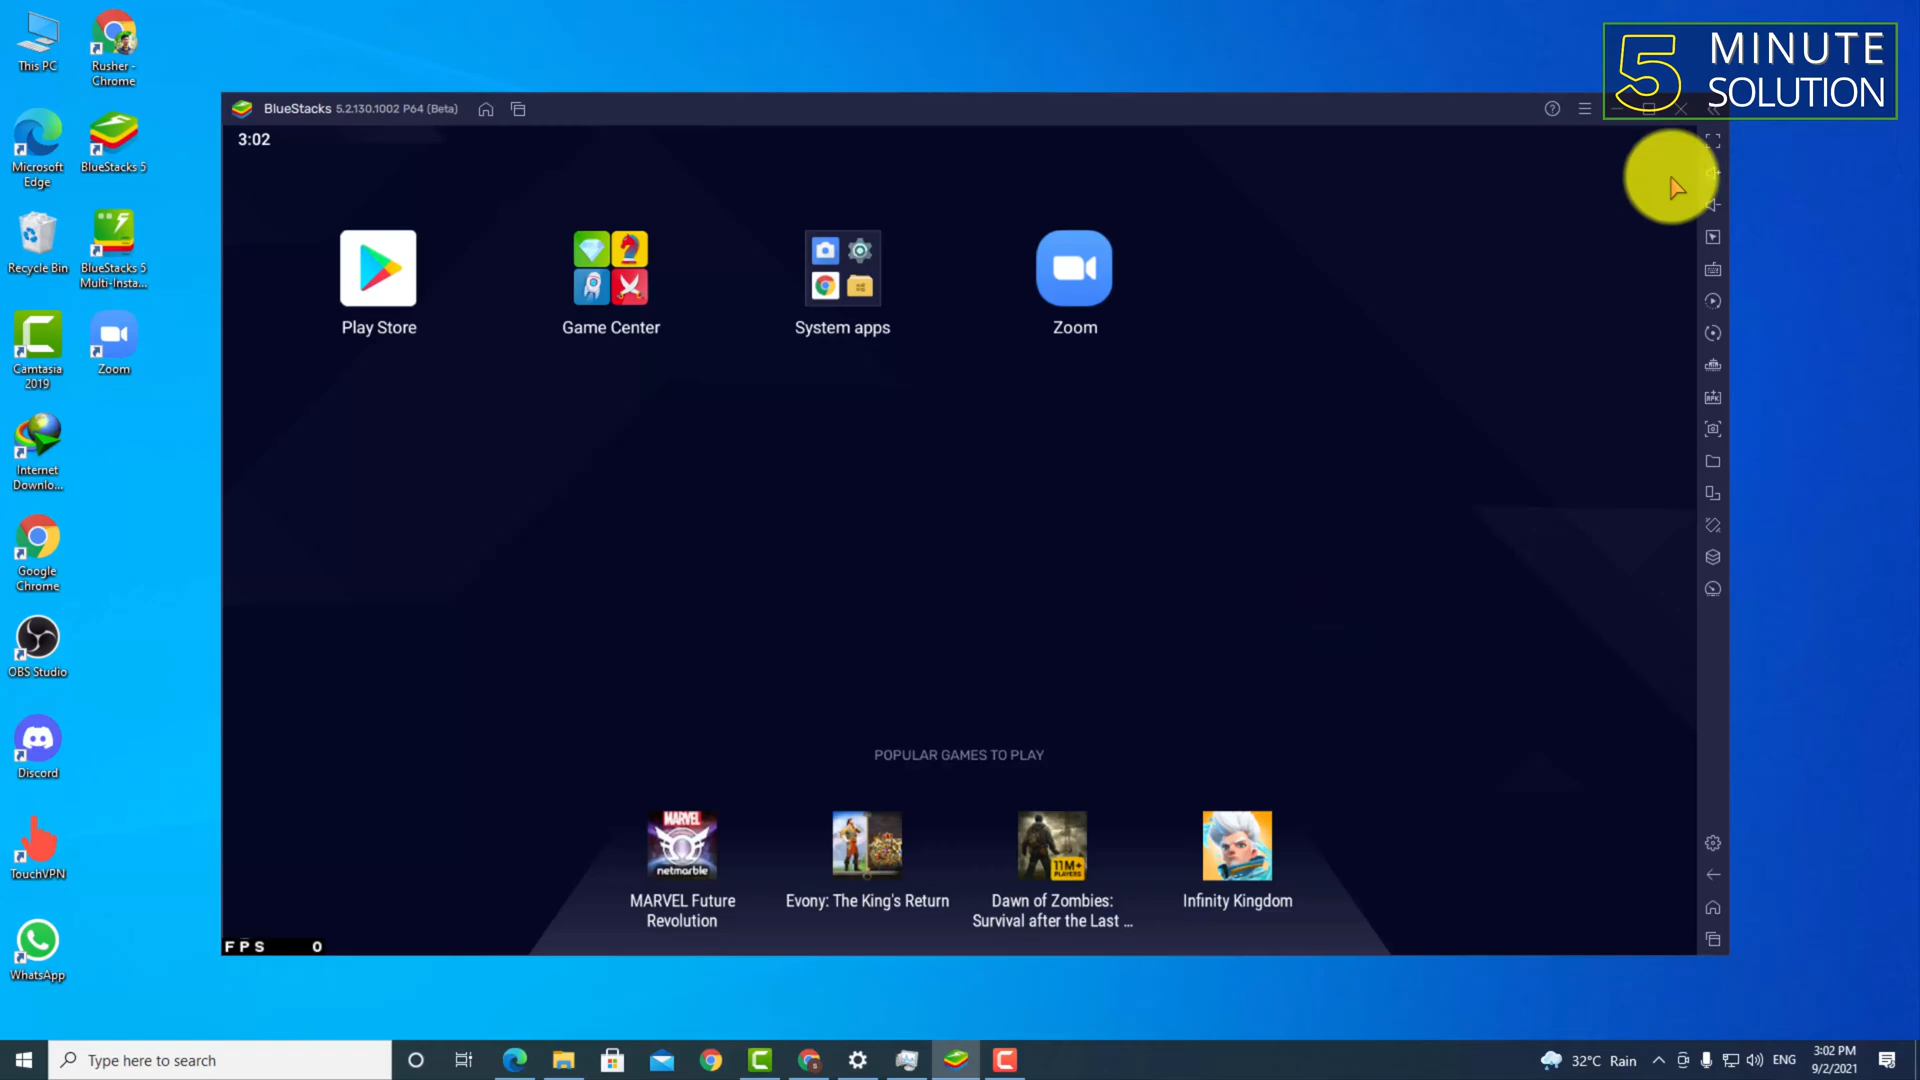 This PC
Rusher -
Chrome
Microsoft
Edge
BlueStacks 5
Recycle Bin
BlueStacks 5
Multi-Insta...
Camtasia
2019
Zoom
Internet
Downlo...
Google
Chrome
OBS Studio
Discord
TouchVPN
WhatsApp
5 MINUTE
SOLUTION
BlueStacks 5.2.130.1002 P64 (Beta)
3:02
Play Store
Game Center
System apps
Zoom
POPULAR GAMES TO PLAY
MARVEL
netmarble
11M+
PLAYERS
MARVEL Future
Revolution
Evony: The King's Return
Dawn of Zombies:
Survival after the Last ...
Infinity Kingdom
FPS 0
Type here to search
32°C Rain
ENG
3:02 PM
9/2/2021